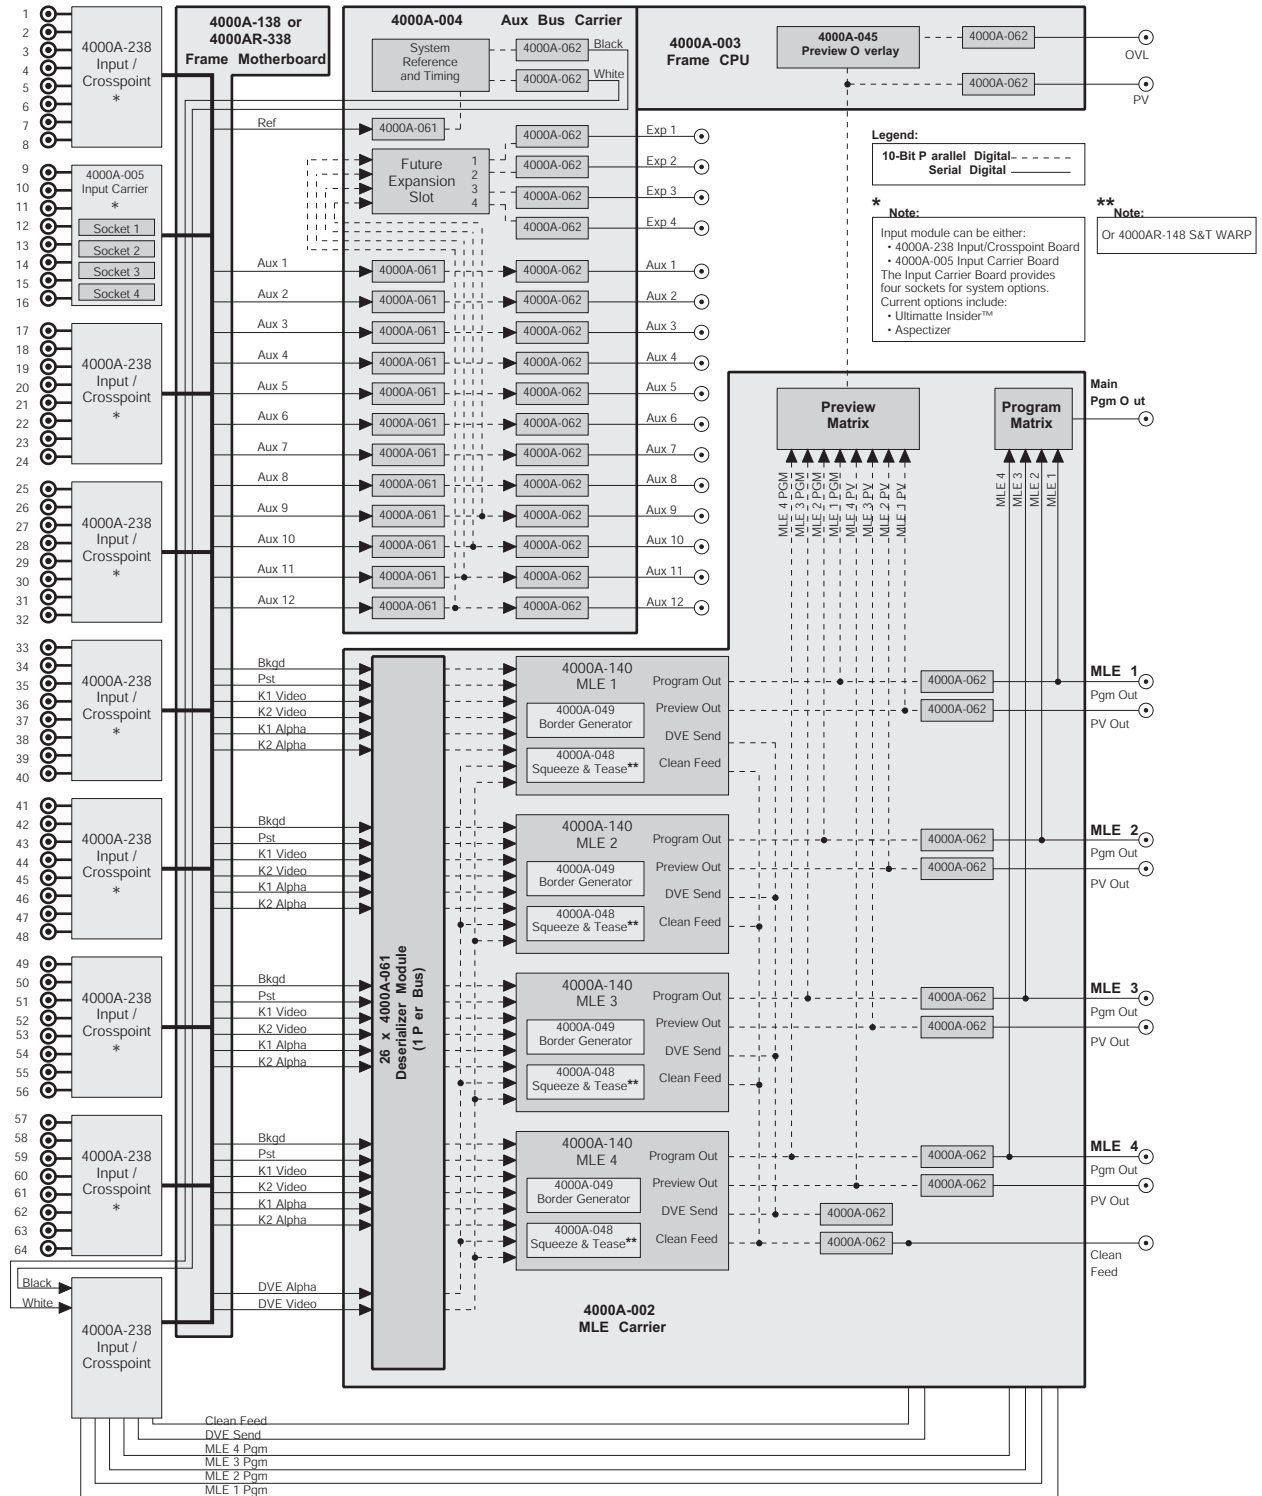 1
2
3
4
5
6
7
8
4000A-238
Input /
Crosspoint
*
9
10
11
12
13
14
15
16
4000A-005
Input Carrier
*
Socket 1
Socket 2
Socket 3
Socket 4
17
18
19
20
21
22
23
24
4000A-238
Input /
Crosspoint
*
25
26
27
28
29
30
31
32
4000A-238
Input /
Crosspoint
*
33
34
35
36
37
38
39
40
4000A-238
Input /
Crosspoint
*
41
42
43
44
45
46
47
48
4000A-238
Input /
Crosspoint
*
49
50
51
52
53
54
55
56
4000A-238
Input /
Crosspoint
*
57
58
59
60
61
62
63
64
4000A-238
Input /
Crosspoint
*
Black
White
4000A-238
Input /
Crosspoint
4000A-138 or
4000AR-338
Frame Motherboard
Ref
Aux 1
Aux 2
Aux 3
Aux 4
Aux 5
Aux 6
Aux 7
Aux 8
Aux 9
Aux 10
Aux 11
Aux 12
4000A-004 Aux Bus Carrier
System
Reference
and Timing
4000A-062
Black
4000A-062
White
4000A-061
Future
Expansion
Slot
1
2
3
4
4000A-062
4000A-062
4000A-062
4000A-062
Exp 1
Exp 2
Exp 3
Exp 4
4000A-061 4000A-062 Aux 1
4000A-061 4000A-062 Aux 2
4000A-061 4000A-062 Aux 3
4000A-061 4000A-062 Aux 4
4000A-061 4000A-062 Aux 5
4000A-061 4000A-062 Aux 6
4000A-061 4000A-062 Aux 7
4000A-061 4000A-062 Aux 8
4000A-061 4000A-062 Aux 9
4000A-061 4000A-062 Aux 10
4000A-061 4000A-062 Aux 11
4000A-061 4000A-062 Aux 12
4000A-003
Frame CPU
4000A-045
Preview O verlay
4000A-062
OVL
4000A-062
PV
Legend:
10-Bit P arallel Digital
Serial Digital
*
Note:
Input module can be either:
• 4000A-238 Input/Crosspoint Board
• 4000A-005 Input Carrier Board
The Input Carrier Board provides
four sockets for system options.
Current options include:
• Ultimatte Insider™
• Aspectizer
**
Note:
Or 4000AR-148 S&T WARP
Preview
Matrix
Program
Matrix
Main
Pgm O ut
MLE 4 PGM
MLE 3 PGM
MLE 2 PGM
MLE 1 PGM
MLE 4 PV
MLE 3 PV
MLE 2 PV
MLE 1 PV
MLE 4
MLE 3
MLE 2
MLE 1
Bkgd
Pst
K1 Video
K2 Video
K1 Alpha
K2 Alpha
4000A-140
MLE 1
4000A-049
Border Generator
4000A-048
Squeeze & Tease**
Program Out
Preview Out
DVE Send
Clean Feed
4000A-062
4000A-062
MLE 1
Pgm Out
PV Out
Bkgd
Pst
K1 Video
K2 Video
K1 Alpha
K2 Alpha
4000A-140
MLE 2
4000A-049
Border Generator
4000A-048
Squeeze & Tease**
Program Out
Preview Out
DVE Send
Clean Feed
4000A-062
4000A-062
MLE 2
Pgm Out
PV Out
26 x 4000A-061
Deserializer Module
(1 P er Bus)
Bkgd
Pst
K1 Video
K2 Video
K1 Alpha
K2 Alpha
4000A-140
MLE 3
4000A-049
Border Generator
4000A-048
Squeeze & Tease**
Program Out
Preview Out
DVE Send
Clean Feed
4000A-062
4000A-062
MLE 3
Pgm Out
PV Out
Bkgd
Pst
K1 Video
K2 Video
K1 Alpha
K2 Alpha
4000A-140
MLE 4
4000A-049
Border Generator
4000A-048
Squeeze & Tease**
Program Out
Preview Out
DVE Send
Clean Feed
4000A-062
4000A-062
4000A-062
4000A-062
MLE 4
Pgm Out
PV Out
Clean
Feed
DVE Alpha
DVE Video
4000A-002
MLE Carrier
Clean Feed
DVE Send
MLE 4 Pgm
MLE 3 Pgm
MLE 2 Pgm
MLE 1 Pgm